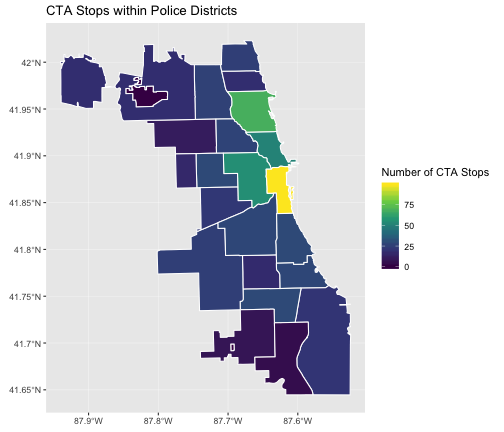 CTA Stops within Police Districts
42°N
41.95°N
41.9°N
41.85°N
41.8°N
41.75°N
41.7°N
41.65°N
87.9°W
87.8°W
87.7°W
87.6°W
Number of CTA Stops
75
50
25
0